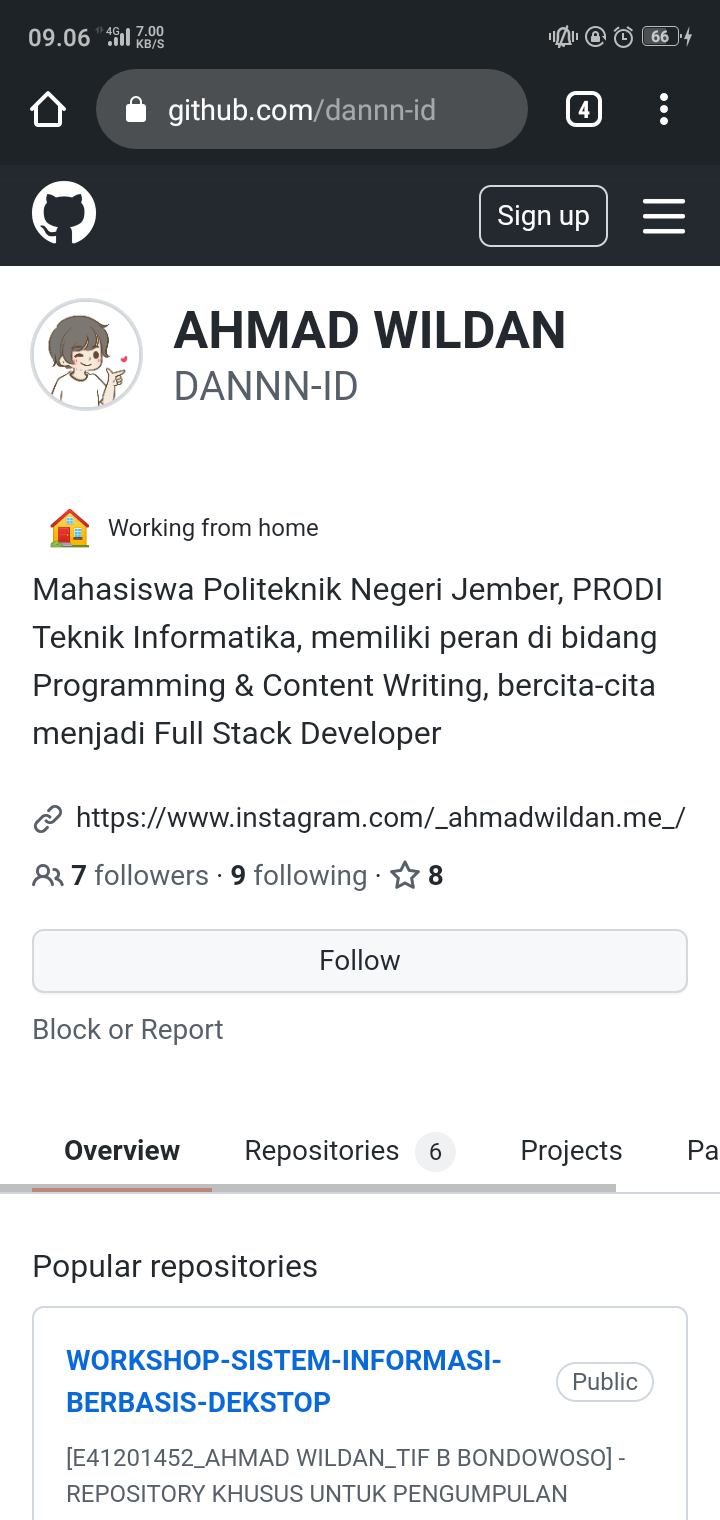 09.06 4G 7.00 KB/S 66
github.com/dannn-id 4
Sign up
AHMAD WILDAN
DANNN-ID
Working from home
Mahasiswa Politeknik Negeri Jember, PRODI
Teknik Informatika, memiliki peran di bidang
Programming & Content Writing, bercita-cita
menjadi Full Stack Developer
https://www.instagram.com/_ahmadwildan.me_/
7 followers · 9 following · 8
Follow
Block or Report
Overview Repositories 6 Projects Pa
Popular repositories
WORKSHOP-SISTEM-INFORMASI-
BERBASIS-DEKSTOP
Public
[E41201452_AHMAD WILDAN_TIF B BONDOWOSO] -
REPOSITORY KHUSUS UNTUK PENGUMPULAN